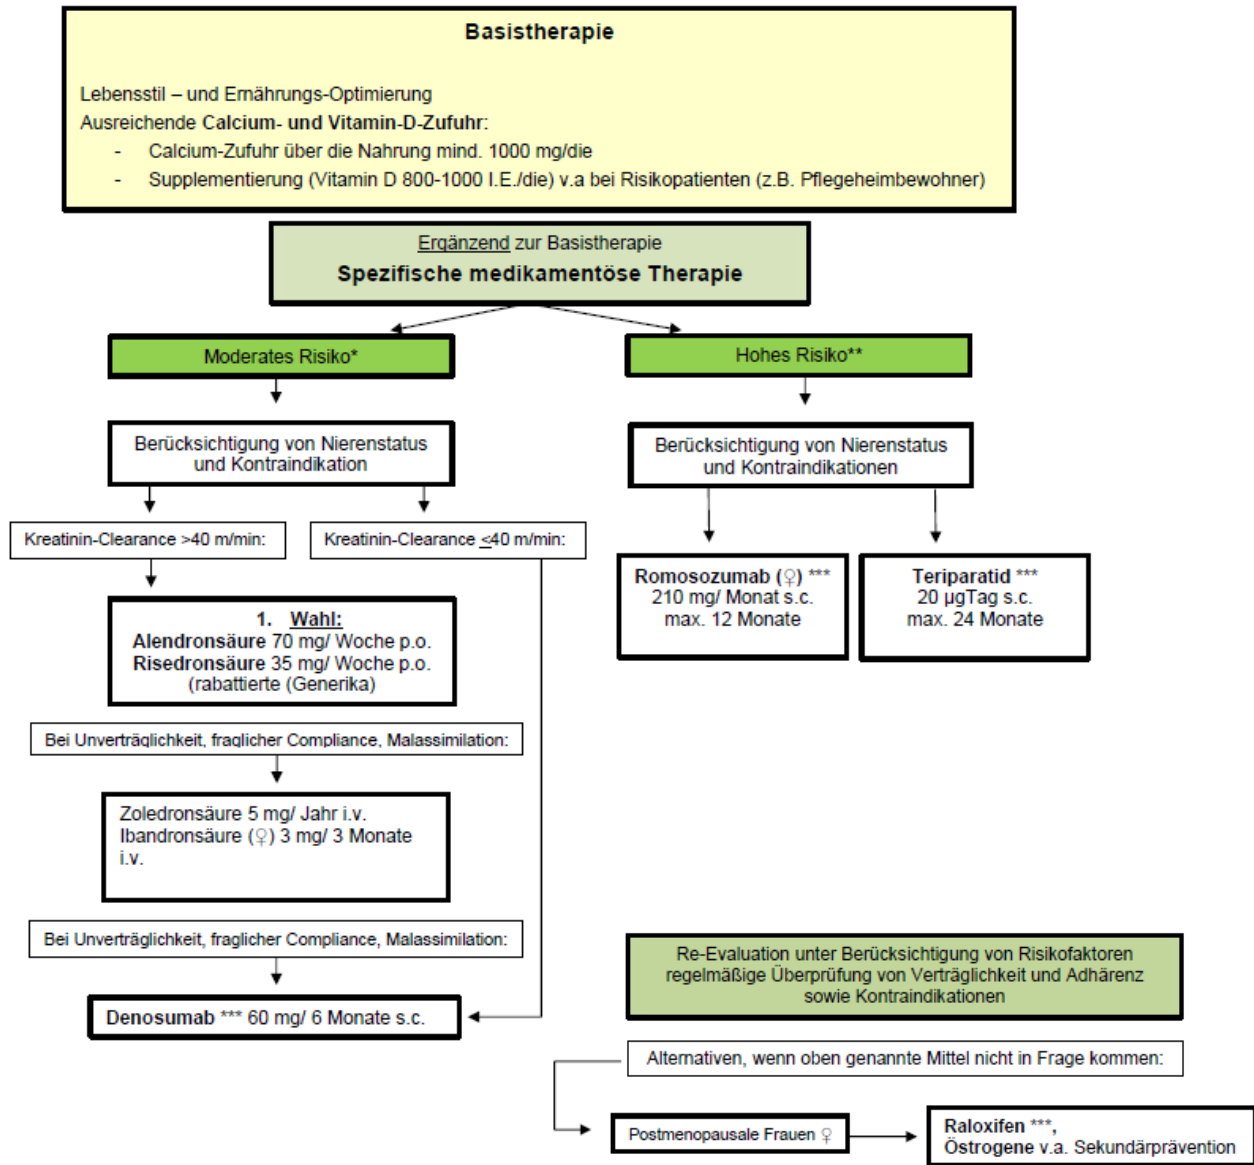 Basistherapie
Lebensstil – und Ernährungs-Optimierung
Ausreichende Calcium- und Vitamin-D-Zufuhr:
- Calcium-Zufuhr über die Nahrung mind. 1000 mg/die
- Supplementierung (Vitamin D 800-1000 I.E./die) v.a bei Risikopatienten (z.B. Pflegeheimbewohner)
Ergänzend zur Basistherapie
Spezifische medikamentöse Therapie
Moderates Risiko*
Berücksichtigung von Nierenstatus
und Kontraindikation
Kreatinin-Clearance >40 m/min:
Kreatinin-Clearance ≤40 m/min:
1. Wahl:
Alendronsäure 70 mg/ Woche p.o.
Risedronsäure 35 mg/ Woche p.o.
(rabattierte (Generika)
Bei Unverträglichkeit, fraglicher Compliance, Malassimilation:
Zoledronsäure 5 mg/ Jahr i.v.
Ibandronsäure (♀) 3 mg/ 3 Monate
i.v.
Bei Unverträglichkeit, fraglicher Compliance, Malassimilation:
Denosumab *** 60 mg/ 6 Monate s.c.
Hohes Risiko**
Berücksichtigung von Nierenstatus
und Kontraindikationen
Romosozumab (♀) ***
210 mg/ Monat s.c.
max. 12 Monate
Teriparatid ***
20 µgTag s.c.
max. 24 Monate
Re-Evaluation unter Berücksichtigung von Risikofaktoren
regelmäßige Überprüfung von Verträglichkeit und Adhärenz
sowie Kontraindikationen
Alternativen, wenn oben genannte Mittel nicht in Frage kommen:
Postmenopausale Frauen ♀
Raloxifen ***,
Östrogene v.a. Sekundärprävention